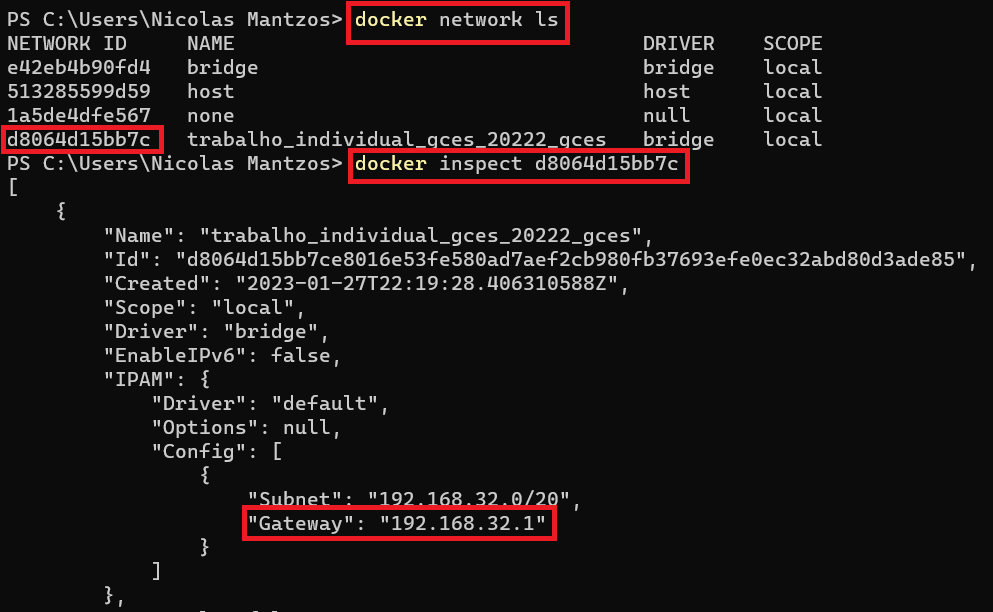 PS C:\Users\Nicolas Mantzos> docker network ls
NETWORK ID     NAME                                  DRIVER    SCOPE
e42eb4b90fd4   bridge                                bridge    local
513285599d59   host                                  host      local
1a5de4dfe567   none                                  null      local
d8064d15bb7c   trabalho_individual_gces_20222_gces   bridge    local
PS C:\Users\Nicolas Mantzos> docker inspect d8064d15bb7c
[
    {
        "Name": "trabalho_individual_gces_20222_gces",
        "Id": "d8064d15bb7ce8016e53fe580ad7aef2cb980fb37693efe0ec32abd80d3ade85",
        "Created": "2023-01-27T22:19:28.406310588Z",
        "Scope": "local",
        "Driver": "bridge",
        "EnableIPv6": false,
        "IPAM": {
            "Driver": "default",
            "Options": null,
            "Config": [
                {
                    "Subnet": "192.168.32.0/20",
                    "Gateway": "192.168.32.1"
                }
            ]
        },